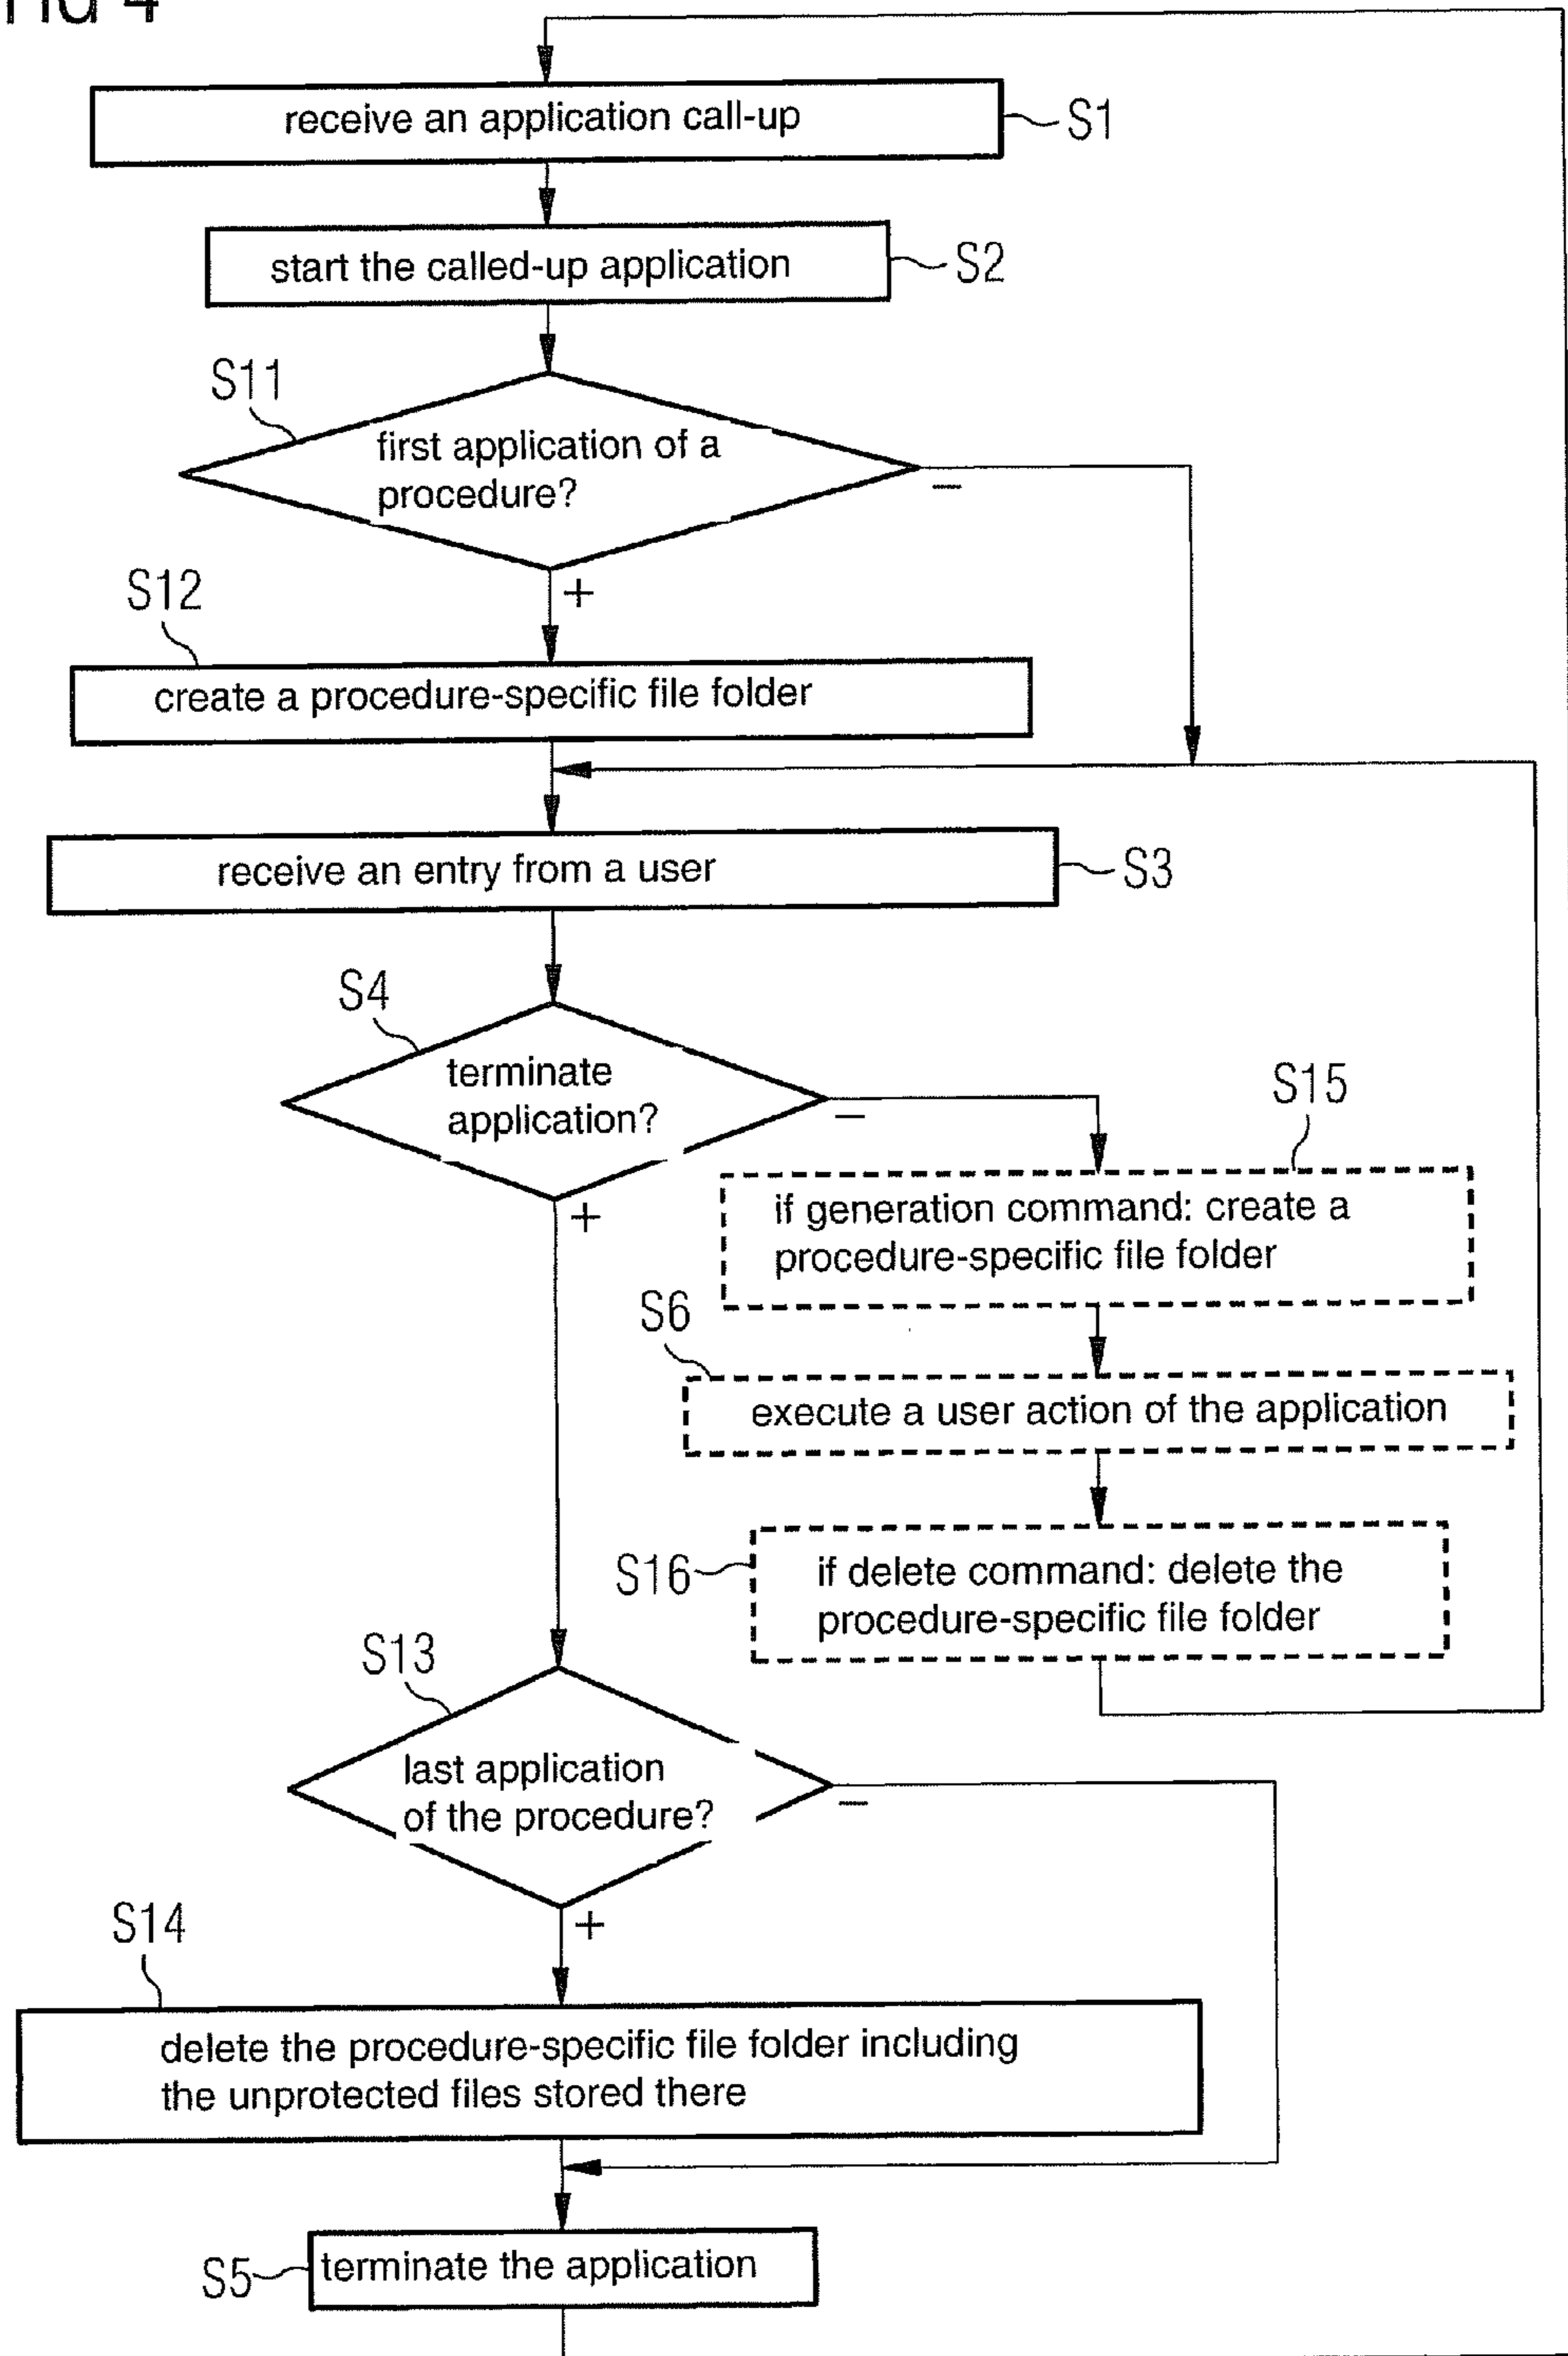 FIG 4
receive an application call-up
S1
start the called-up application
S2
S11
first application of a
procedure?
–
+
S12
create a procedure-specific file folder
receive an entry from a user
S3
S4
terminate
application?
–
+
S15
if generation command: create a
procedure-specific file folder
S6
execute a user action of the application
S16
if delete command: delete the
procedure-specific file folder
S13
last application
of the procedure?
–
+
S14
delete the procedure-specific file folder including
the unprotected files stored there
S5
terminate the application